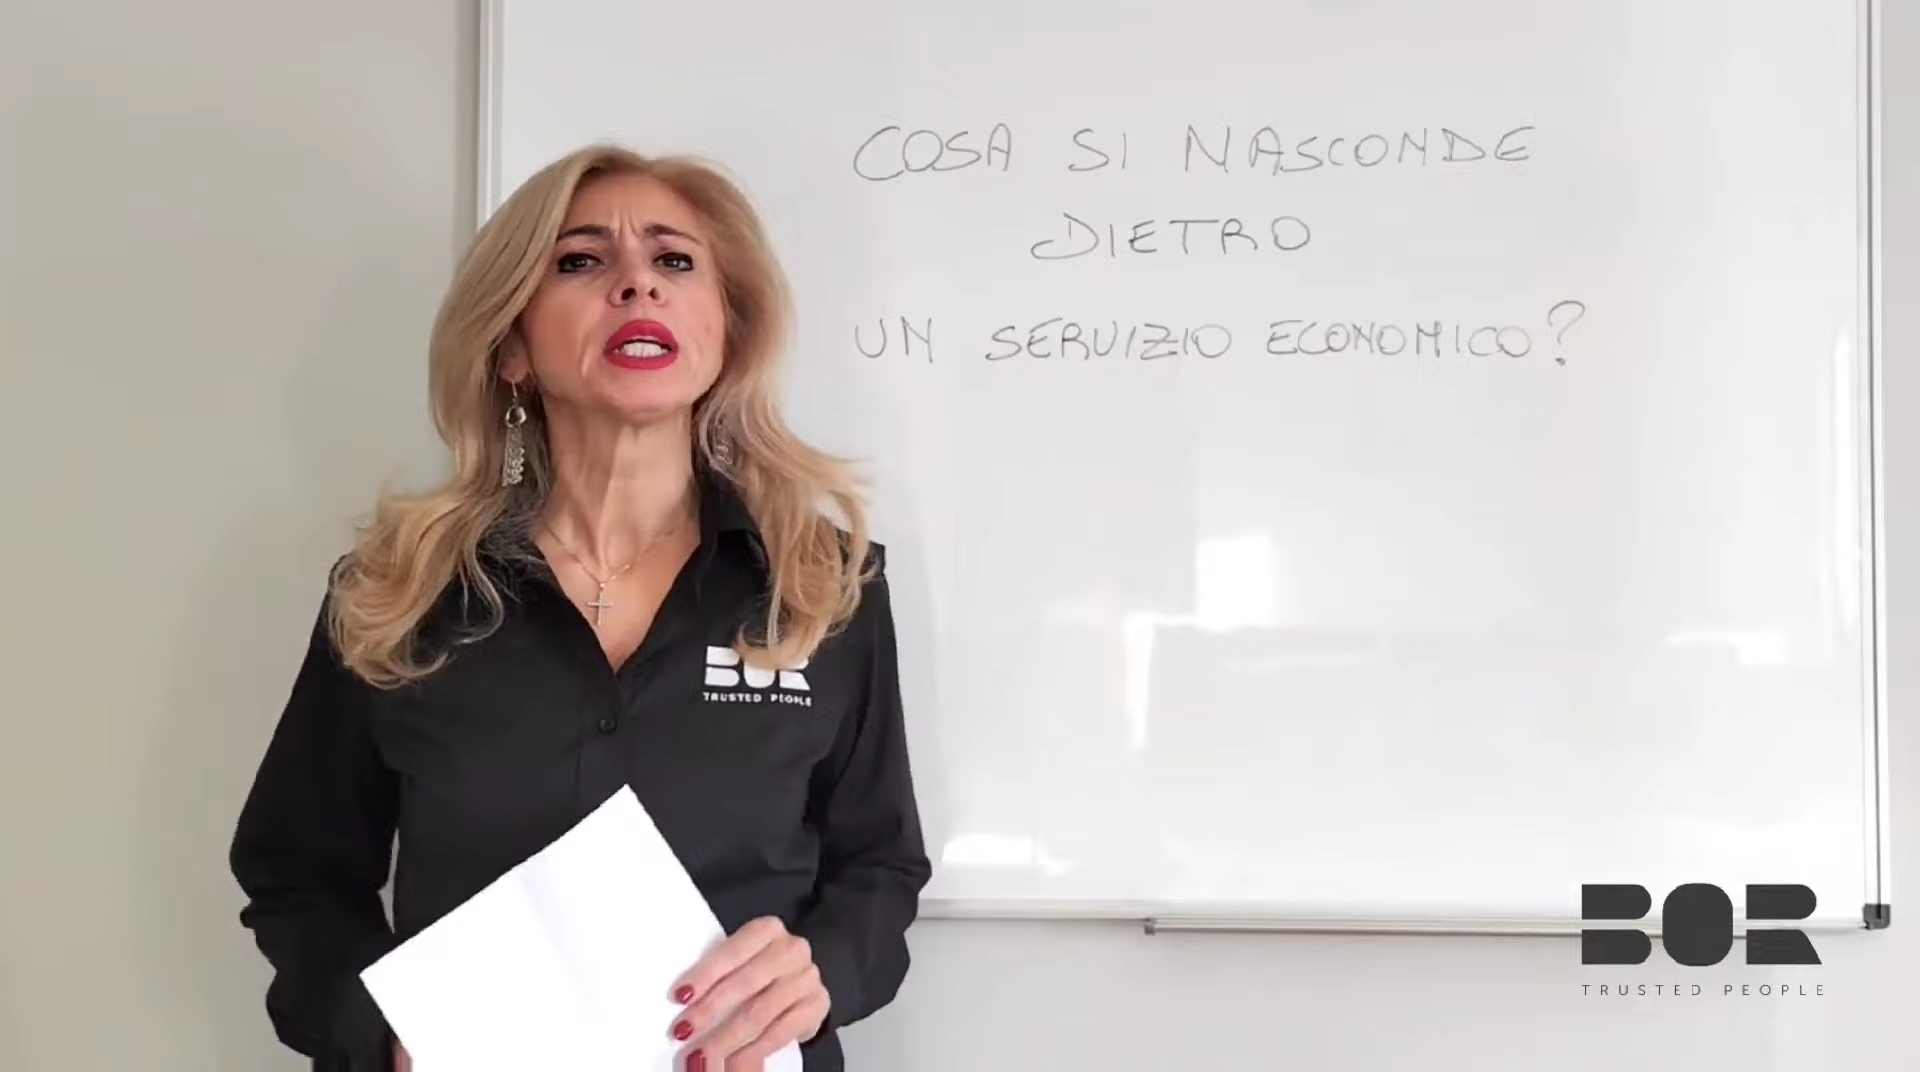 COSA SI NASCONDE
DIETRO
UN SERVIZIO ECONOMICO?
BOR
TRUSTED PEOPLE
BOR
TRUSTED PEOPLE